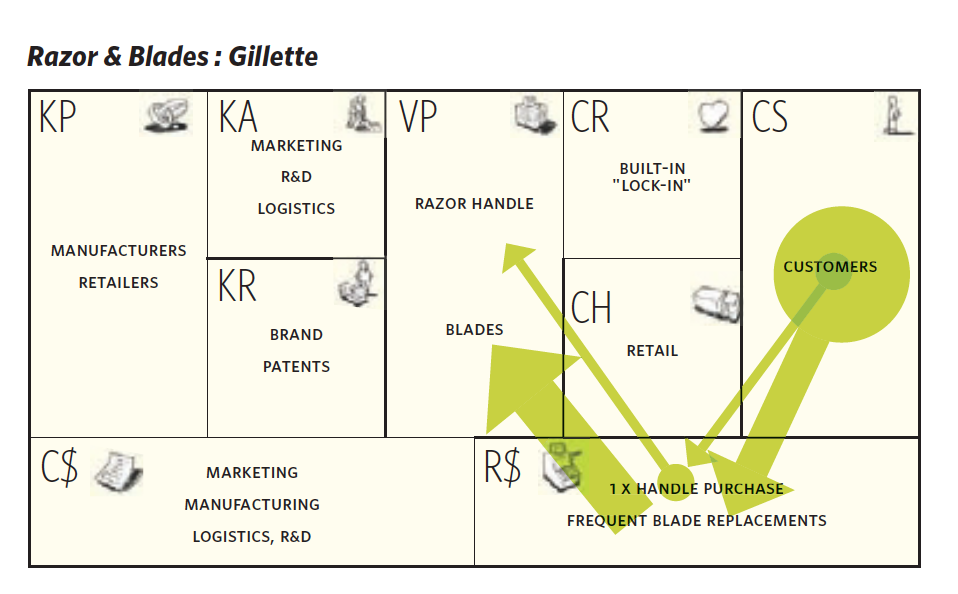 Razor & Blades : Gillette
KP
MANUFACTURERS
RETAILERS
KA
MARKETING
R&D
LOGISTICS
KR
BRAND
PATENTS
VP
RAZOR HANDLE
BLADES
CR
BUILT-IN
"LOCK-IN"
CH
RETAIL
CS
CUSTOMERS
C$
MARKETING
MANUFACTURING
LOGISTICS, R&D
R$
1 X HANDLE PURCHASE
FREQUENT BLADE REPLACEMENTS